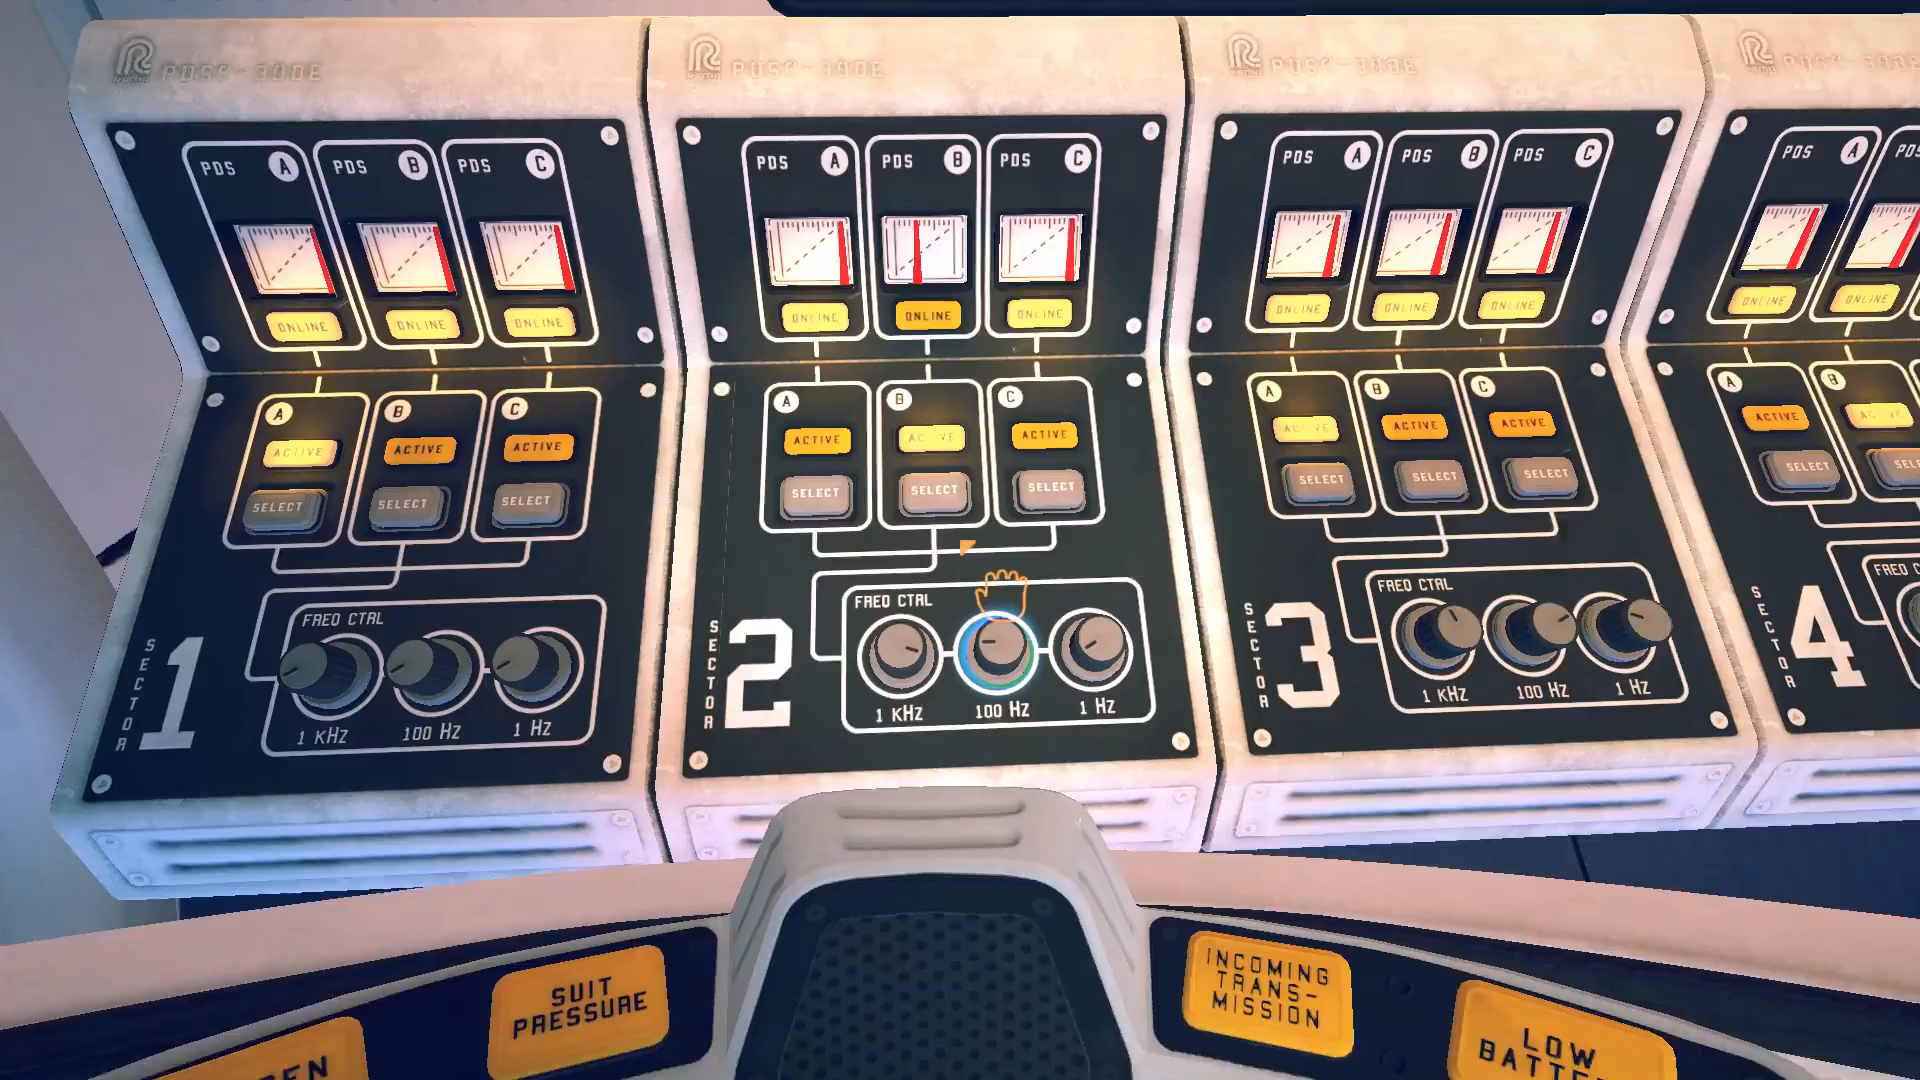 PDS A
PDS B
PDS C
ONLINE
ONLINE
ONLINE
A
B
C
ACTIVE
ACTIVE
ACTIVE
SELECT
SELECT
SELECT
FREQ CTRL
1 KHZ
100 HZ
1 HZ
SECTOR
1
PDS A
PDS B
PDS C
ONLINE
ONLINE
ONLINE
A
B
C
ACTIVE
ACTIVE
ACTIVE
SELECT
SELECT
SELECT
FREQ CTRL
1 KHZ
100 HZ
1 HZ
SECTOR
2
PDS A
PDS B
PDS C
ONLINE
ONLINE
ONLINE
A
B
C
ACTIVE
ACTIVE
ACTIVE
SELECT
SELECT
SELECT
FREQ CTRL
1 KHZ
100 HZ
1 HZ
SECTOR
3
PDS A
ONLINE
ONLINE
A
B
ACTIVE
ACTIVE
SELECT
SECTOR
4
SUIT
PRESSURE
INCOMING
TRANS-
MISSION
LOW